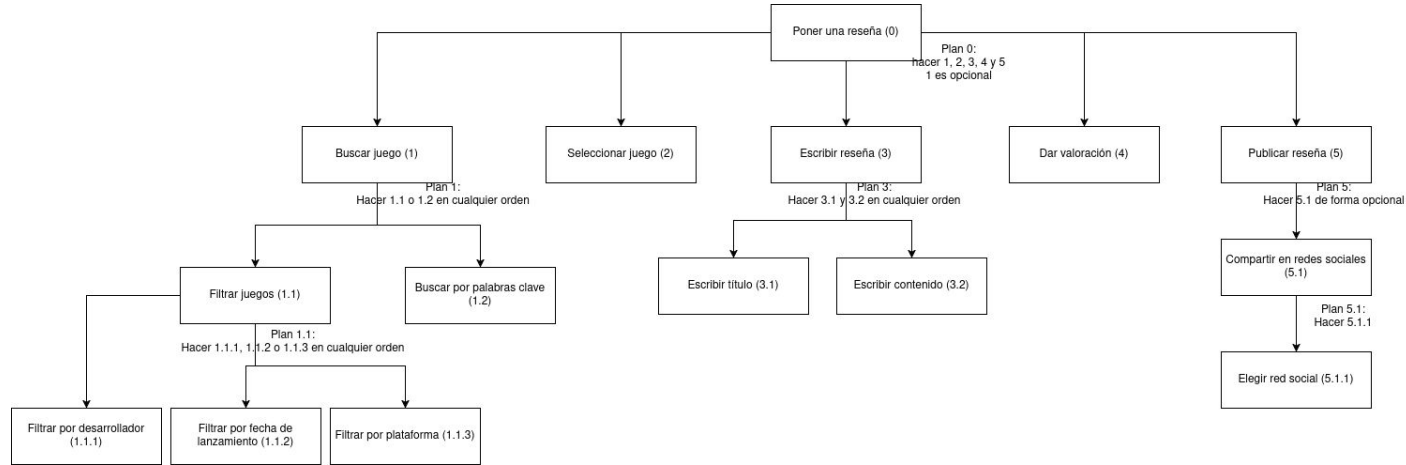 Poner una reseña (0)
Plan 0:
hacer 1, 2, 3, 4 y 5
1 es opcional
Buscar juego (1)
Seleccionar juego (2)
Escribir reseña (3)
Dar valoración (4)
Publicar reseña (5)
Plan 1:
Hacer 1.1 o 1.2 en cualquier orden
Plan 3:
Hacer 3.1 y 3.2 en cualquier orden
Plan 5:
Hacer 5.1 de forma opcional
Filtrar juegos (1.1)
Buscar por palabras clave
(1.2)
Escribir título (3.1)
Escribir contenido (3.2)
Compartir en redes sociales
(5.1)
Plan 1.1:
Hacer 1.1.1, 1.1.2 o 1.1.3 en cualquier orden
Plan 5.1:
Hacer 5.1.1
Elegir red social (5.1.1)
Filtrar por desarrollador
(1.1.1)
Filtrar por fecha de
lanzamiento (1.1.2)
Filtrar por plataforma (1.1.3)